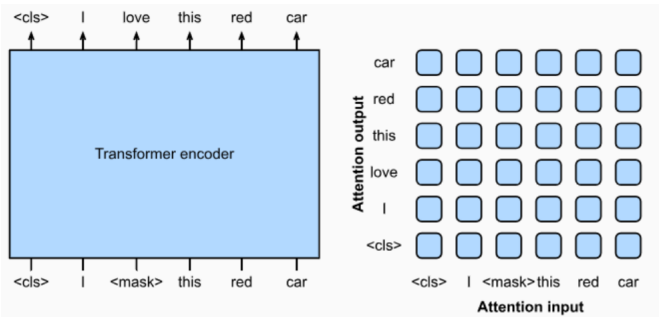 <cls> I love this red car
Transformer encoder
<cls> I <mask> this red car
Attention output
car
red
this
love
I
<cls>
<cls> I <mask> this red car
Attention input